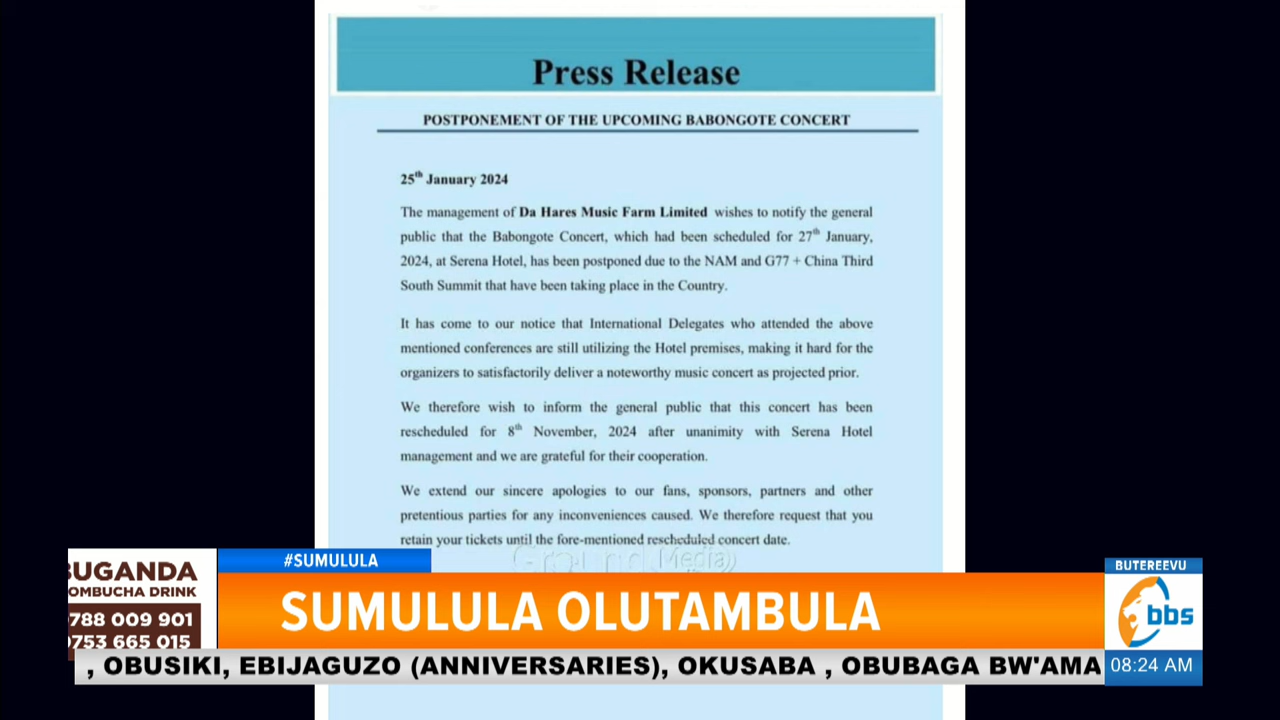 Press Release
POSTPONEMENT OF THE UPCOMING BABONGOTE CONCERT
25th January 2024
The management of Da Hares Music Farm Limited wishes to notify the general
public that the Babongote Concert, which had been scheduled for 27th January,
2024, at Serena Hotel, has been postponed due to the NAM and G77 + China Third
South Summit that have been taking place in the Country.
It has come to our notice that International Delegates who attended the above
mentioned conferences are still utilizing the Hotel premises, making it hard for the
organizers to satisfactorily deliver a noteworthy music concert as projected prior.
We therefore wish to inform the general public that this concert has been
rescheduled for 8th November, 2024 after unanimity with Serena Hotel
management and we are grateful for their cooperation.
We extend our sincere apologies to our fans, sponsors, partners and other
pretentious parties for any inconveniences caused. We therefore request that you
retain your tickets until the fore-mentioned rescheduled concert date.
Ground Media
#SUMULULA
SUMULULA OLUTAMBULA
UGANDA
OMBUCHA DRINK
788 009 901
753 665 015
BUTEREEVU
bbs
08:24 AM
, OBUSIKI, EBIJAGUZO (ANNIVERSARIES), OKUSABA , OBUBAGA BW'AMA